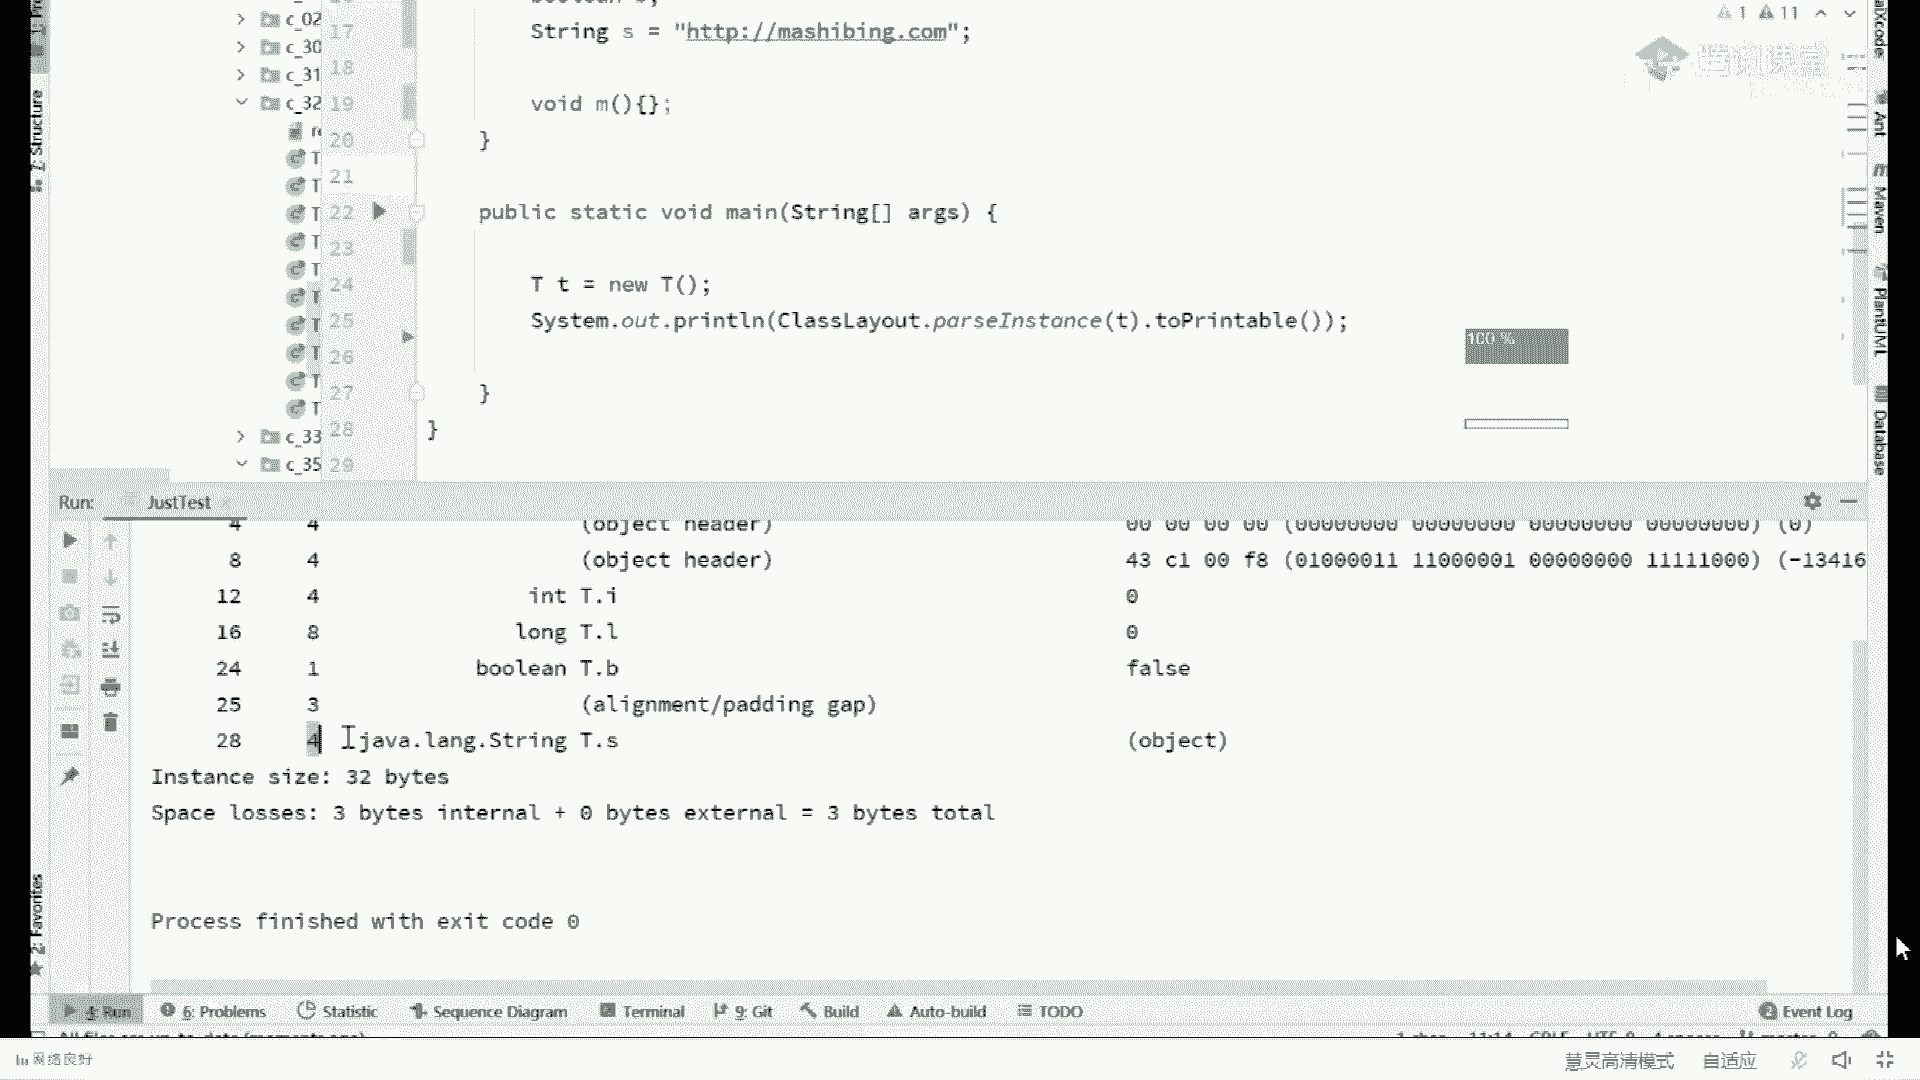 c_02
c_30
c_31
c_32
c_33
c_35
17 String s = "http://mashibing.com";
18
19 void m(){};
20 }
21
22 public static void main(String[] args) {
23
24 T t = new T();
25 System.out.println(ClassLayout.parseInstance(t).toPrintable());
26
27 }
28 }
29
1 11
100 %
腾讯课堂
Structure
2: Favorites
Ant
Maven
PlantUML
Database
Run: JustTest
4 4 (object header) 00 00 00 00 (00000000 00000000 00000000 00000000) (0)
8 4 (object header) 43 c1 00 f8 (01000011 11000001 00000000 11111000) (-13416
12 4 int T.i 0
16 8 long T.l 0
24 1 boolean T.b false
25 3 (alignment/padding gap)
28 4 java.lang.String T.s (object)
Instance size: 32 bytes
Space losses: 3 bytes internal + 0 bytes external = 3 bytes total
Process finished with exit code 0
4: Run 6: Problems Statistic Sequence Diagram Terminal 9: Git Build Auto-build TODO 2 Event Log
网络良好 慧灵高清模式 自适应